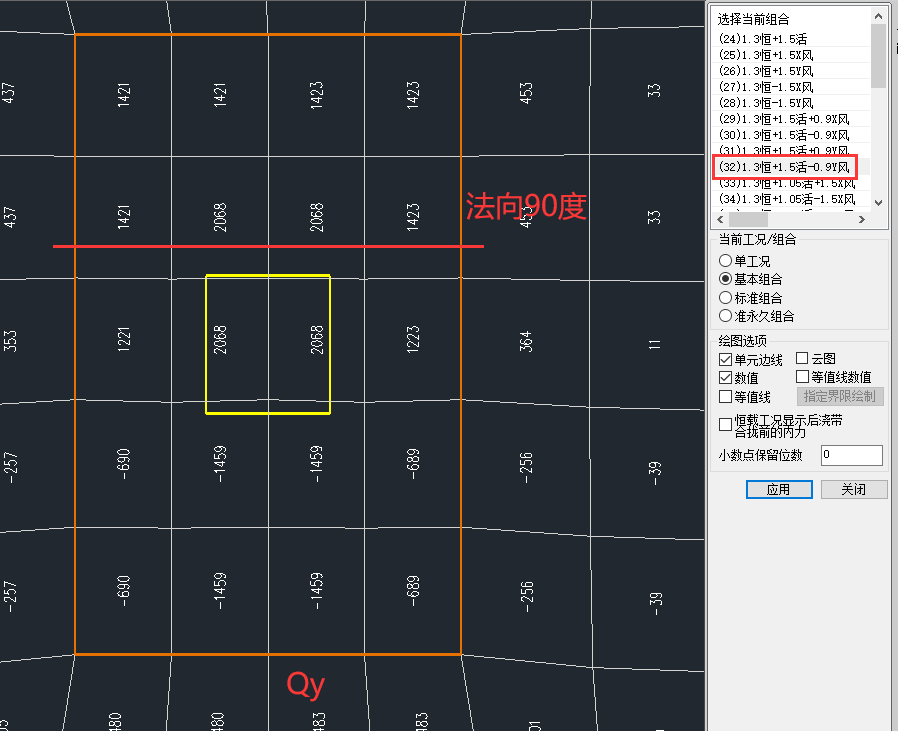 437 1421 1421 1423 1423 453 33
437 1421 2068 2068 1423 453 33
法向90度
353 1221 2068 2068 1223 364 11
-257 -690 -1459 -1459 -689 -256 -39
-257 -690 -1459 -1459 -689 -256 -39
Qy
480 480 483 483
选择当前组合
(24)1.3恒+1.5活
(25)1.3恒+1.5X风
(26)1.3恒+1.5Y风
(27)1.3恒-1.5X风
(28)1.3恒-1.5Y风
(29)1.3恒+1.5活+0.9X风
(30)1.3恒+1.5活-0.9X风
(31)1.3恒+1.5活+0.9Y风
(32)1.3恒+1.5活-0.9Y风
(33)1.3恒+1.05活+1.5X风
(34)1.3恒+1.05活-1.5X风
当前工况/组合
单工况
基本组合
标准组合
准永久组合
绘图选项
单元边线 云图
数值 等值线数值
等值线 指定界限绘制
恒载工况显示后浇带
合拢前的内力
小数点保留位数 0
应用 关闭